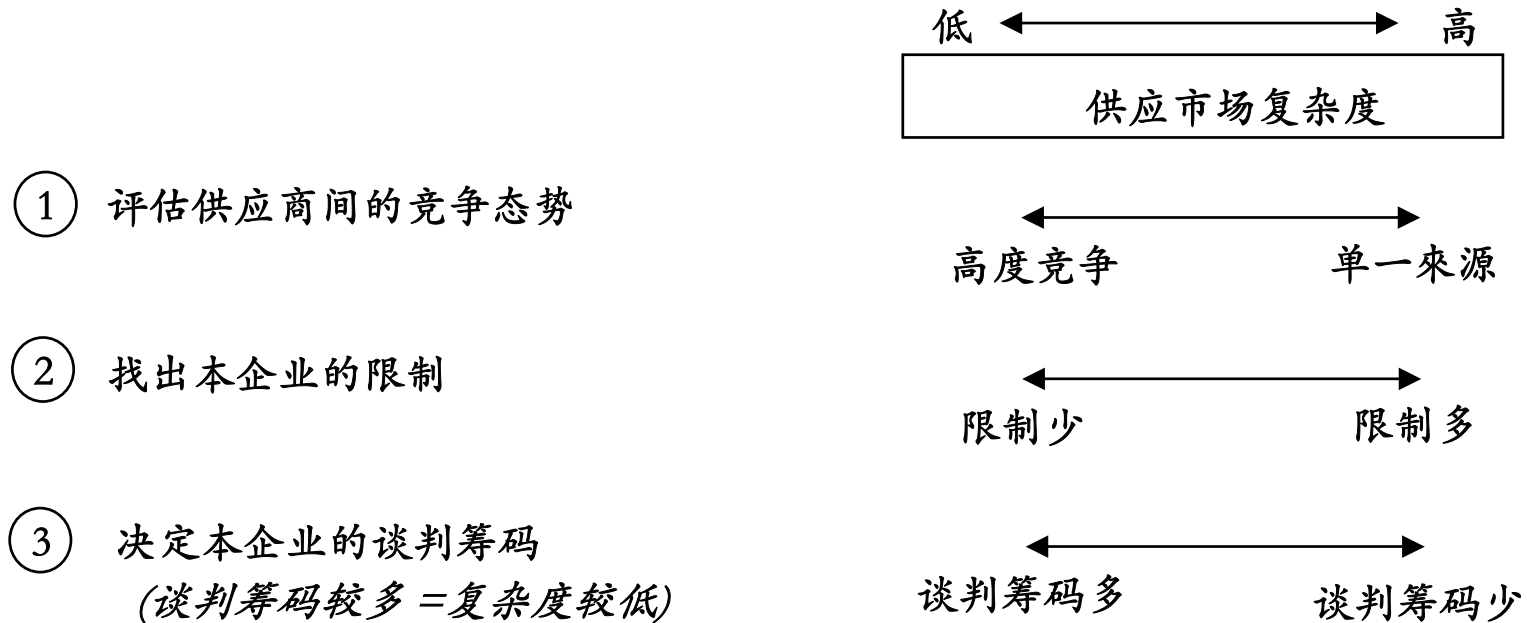 低 高
供应市场复杂度
1 评估供应商间的竞争态势
高度竞争 单一來源
2 找出本企业的限制
限制少 限制多
3 决定本企业的谈判筹码
(谈判筹码较多 =复杂度较低)
谈判筹码多 谈判筹码少